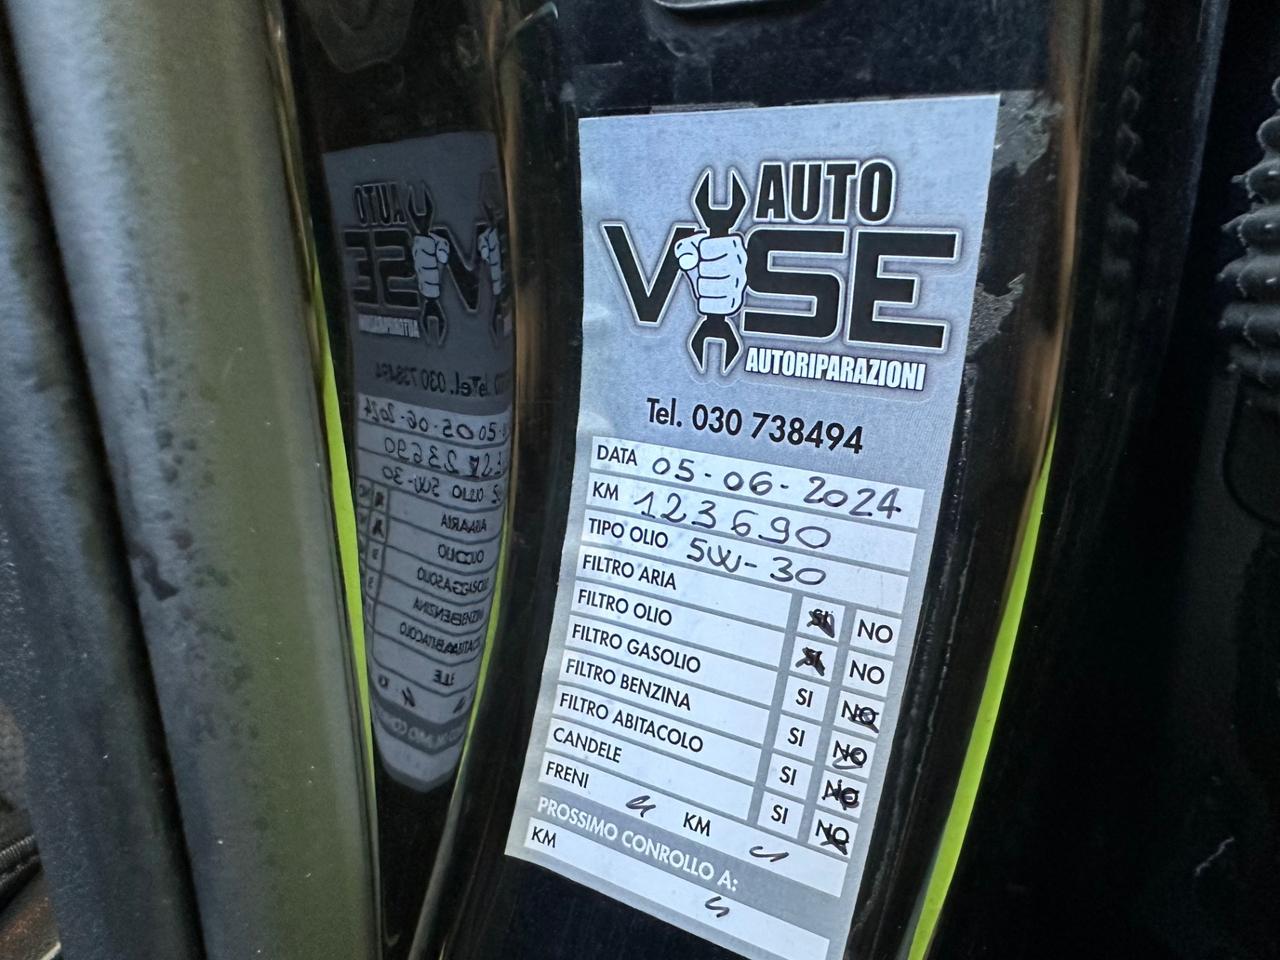 AUTO
VISE
AUTORIPARAZIONI
Tel. 030 738494
DATA 05-06-2024
KM 123690
TIPO OLIO 5W-30
FILTRO ARIA SI NO
FILTRO OLIO SI NO
FILTRO GASOLIO SI NO
FILTRO BENZINA SI NO
FILTRO ABITACOLO SI NO
CANDELE SI NO
FRENI KM
PROSSIMO CONROLLO A:
KM